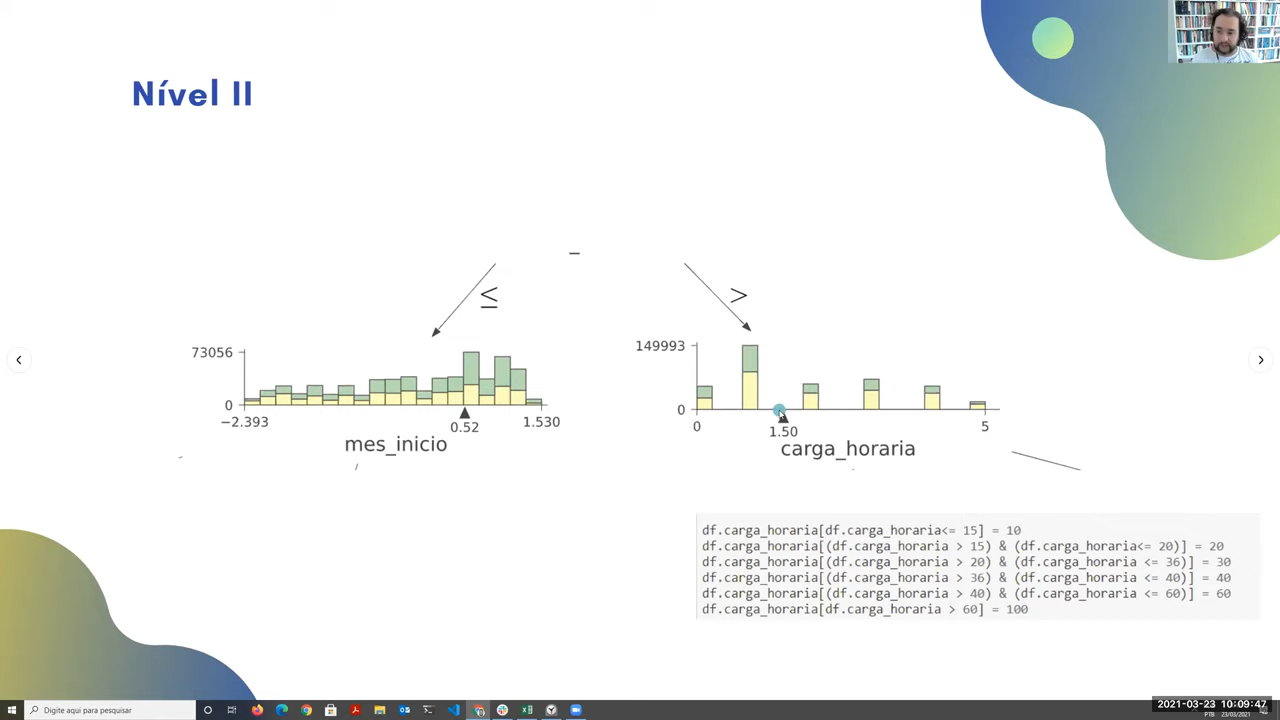 Nível II
≤
>
73056
0
−2.393
0.52
1.530
mes_inicio
149993
0
0
1.50
5
carga_horaria
df.carga_horaria[df.carga_horaria<= 15] = 10
df.carga_horaria[(df.carga_horaria > 15) & (df.carga_horaria<= 20)] = 20
df.carga_horaria[(df.carga_horaria > 20) & (df.carga_horaria <= 36)] = 30
df.carga_horaria[(df.carga_horaria > 36) & (df.carga_horaria <= 40)] = 40
df.carga_horaria[(df.carga_horaria > 40) & (df.carga_horaria <= 60)] = 60
df.carga_horaria[df.carga_horaria > 60] = 100
Digite aqui para pesquisar
2021-03-23 10:09:47
PTB 23/03/2021